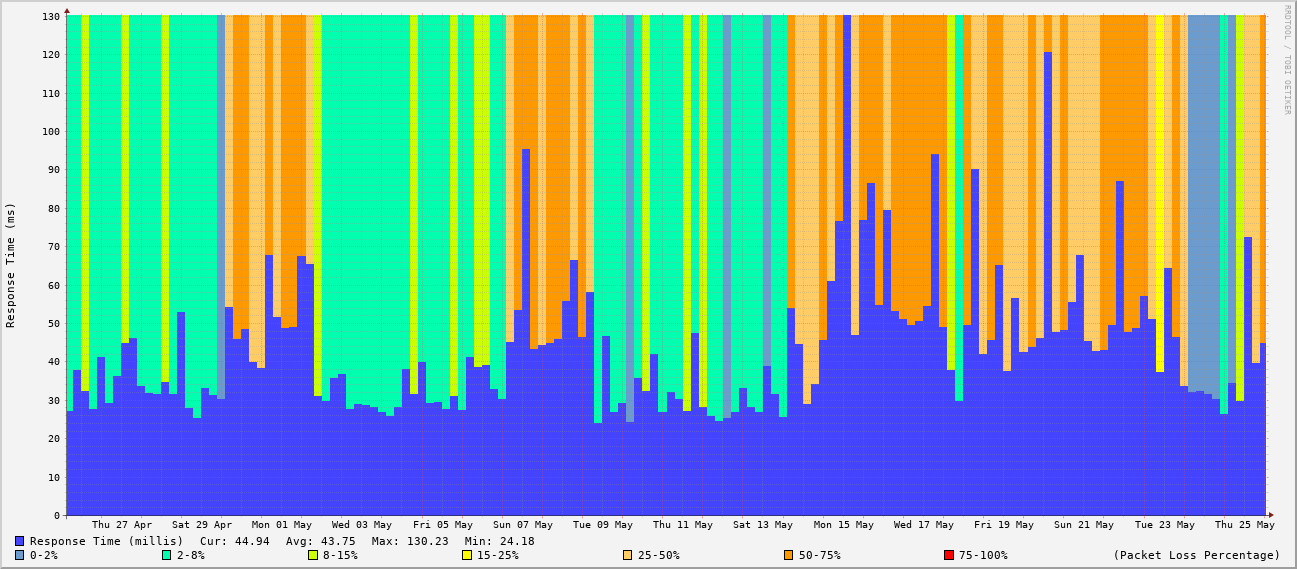 RRDTOOL / TOBI OETIKER
Response Time (ms)
130
120
110
100
90
80
70
60
50
40
30
20
10
0
Thu 27 Apr Sat 29 Apr Mon 01 May Wed 03 May Fri 05 May Sun 07 May Tue 09 May Thu 11 May Sat 13 May Mon 15 May Wed 17 May Fri 19 May Sun 21 May Tue 23 May Thu 25 May
Response Time (millis) Cur: 44.94 Avg: 43.75 Max: 130.23 Min: 24.18
0-2% 2-8% 8-15% 15-25% 25-50% 50-75% 75-100% (Packet Loss Percentage)